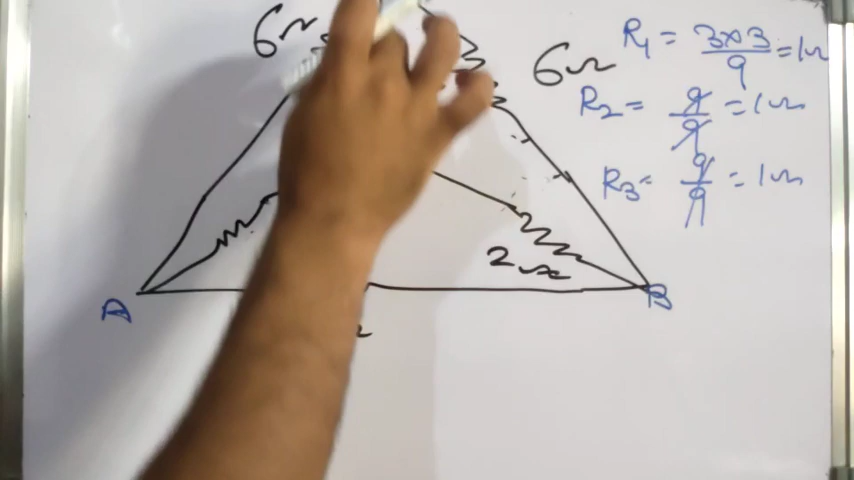 6Ω
6Ω
R1 = 3×3/9 = 1Ω
R2 = 9/9 = 1Ω
R3 = 9/9 = 1Ω
2Ω
A
B